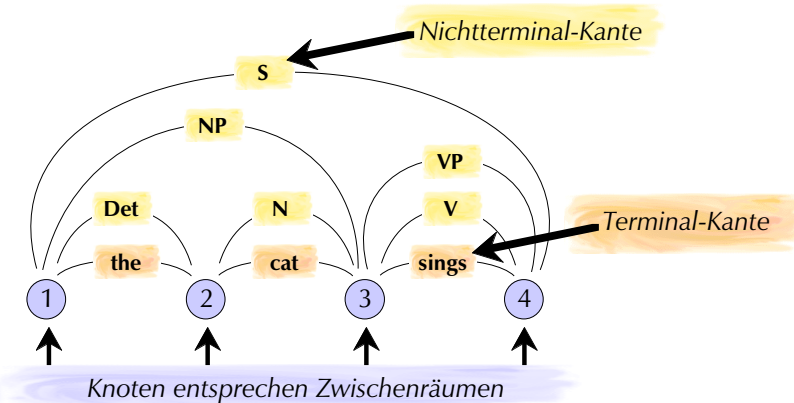 Nichtterminal-Kante
S
NP
VP
Det
N
V
Terminal-Kante
the
cat
sings
1
2
3
4
Knoten entsprechen Zwischenräumen